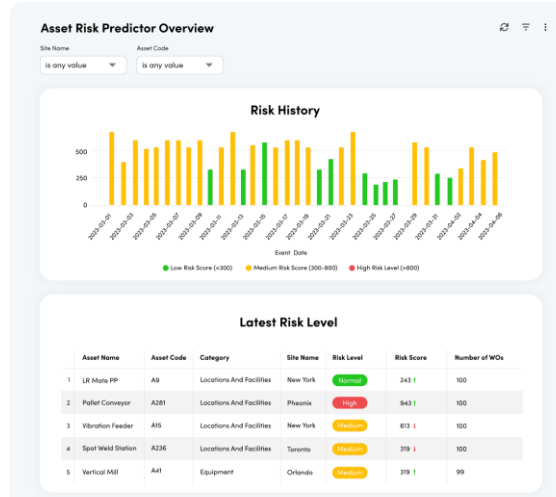 Asset Risk Predictor Overview
Site Name Asset Code
is any value is any value
Risk History
500
250
0
2023-03-01 2023-03-03 2023-03-05 2023-03-07 2023-03-09 2023-03-11 2023-03-13 2023-03-15 2023-03-17 2023-03-19 2023-03-21 2023-03-23 2023-03-25 2023-03-27 2023-03-29 2023-03-31 2023-04-02 2023-04-04 2023-04-06
Event Date
Low Risk Score (<300) Medium Risk Score (300-800) High Risk Level (>800)
Latest Risk Level
Asset Name Asset Code Category Site Name Risk Level Risk Score Number of WOs
1 LR Mate PP A9 Locations And Facilities New York Normal 243 ↑ 100
2 Pallet Conveyor A281 Locations And Facilities Pheonix High 943 ↑ 100
3 Vibration Feeder A15 Locations And Facilities New York Medium 613 ↓ 100
4 Spot Weld Station A236 Locations And Facilities Toronto Medium 319 ↓ 100
5 Vertical Mill A41 Equipment Orlando Medium 319 ↑ 99